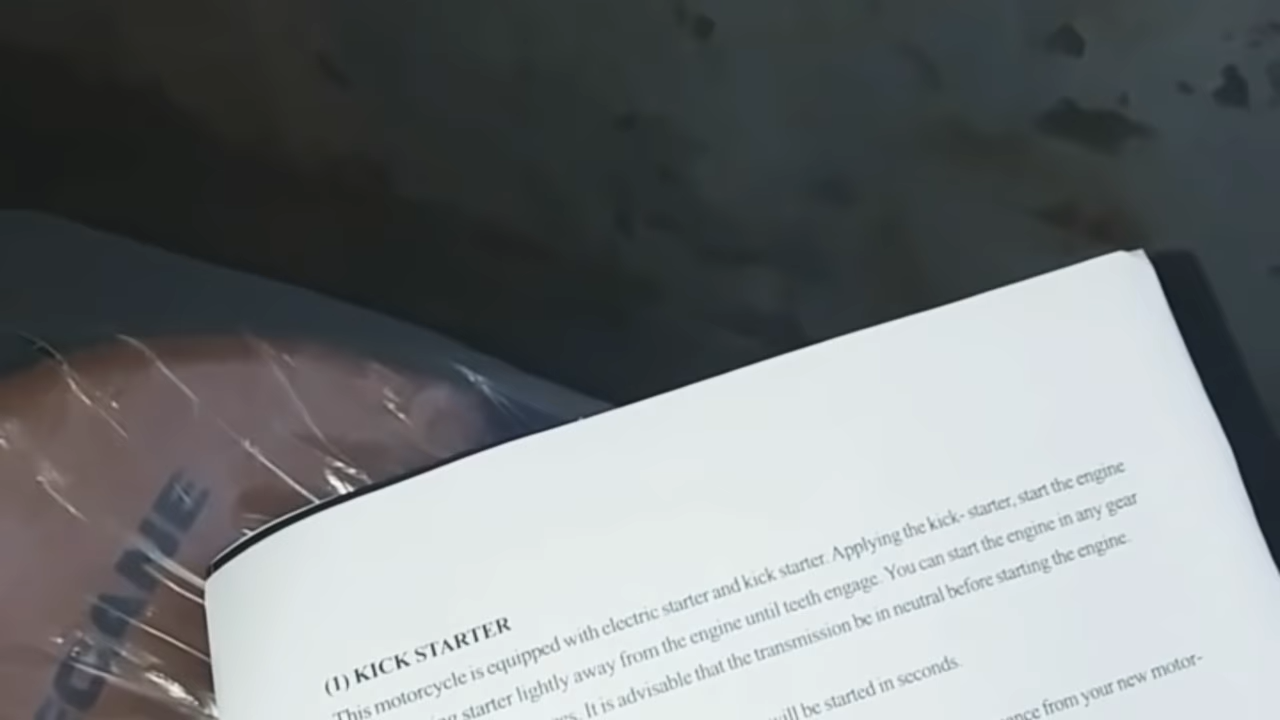 (1) KICK STARTER
This motorcycle is equipped with electric starter and kick starter. Applying the kick- starter, start the engine
starter lightly away from the engine until teeth engage. You can start the engine in any gear
It is advisable that the transmission be in neutral before starting the engine.
will be started in seconds.
from your new motor-